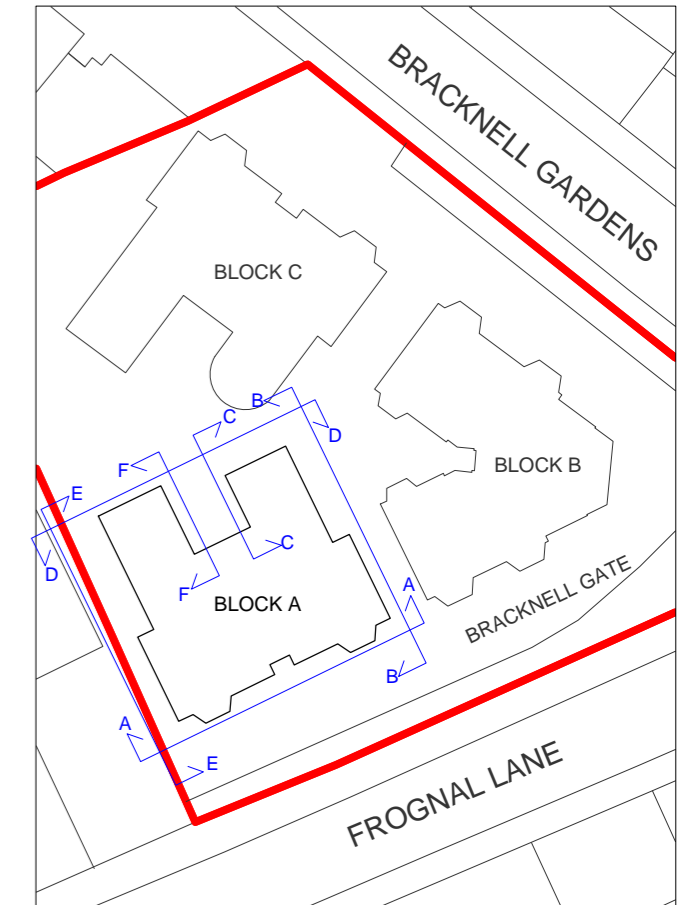 BRACKNELL GARDENS
BLOCK C
B
C
D
F
BLOCK B
E
C
D
F
A
BLOCK A
BRACKNELL GATE
B
A
E
FROGNAL LANE